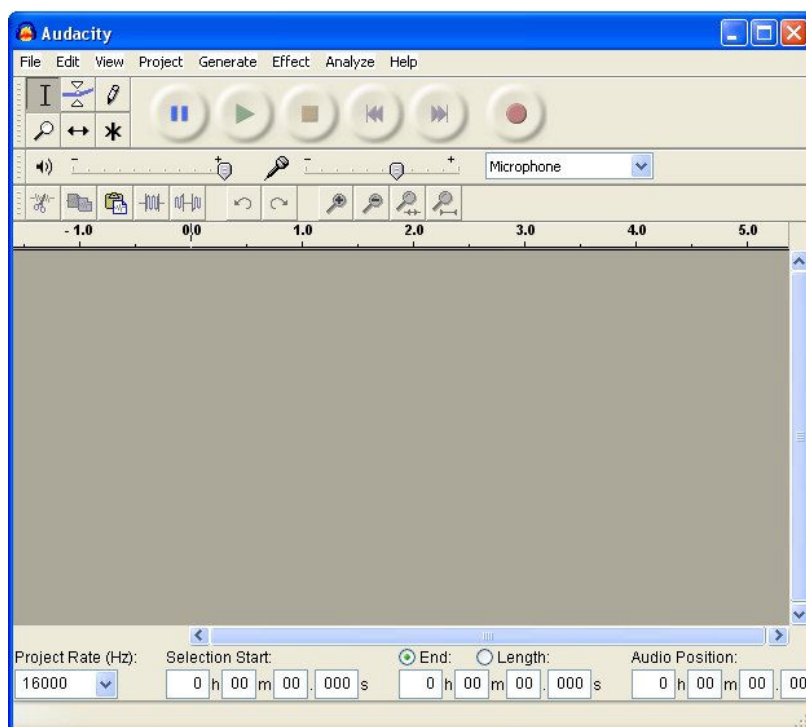 Audacity
File Edit View Project Generate Effect Analyze Help
Microphone
- 1.0 0,0 1.0 2.0 3.0 4.0 5.0
Project Rate (Hz): Selection Start: End: Length: Audio Position:
16000 0 h 00 m 00 . 000 s 0 h 00 m 00 . 000 s 0 h 00 m 00 . 00